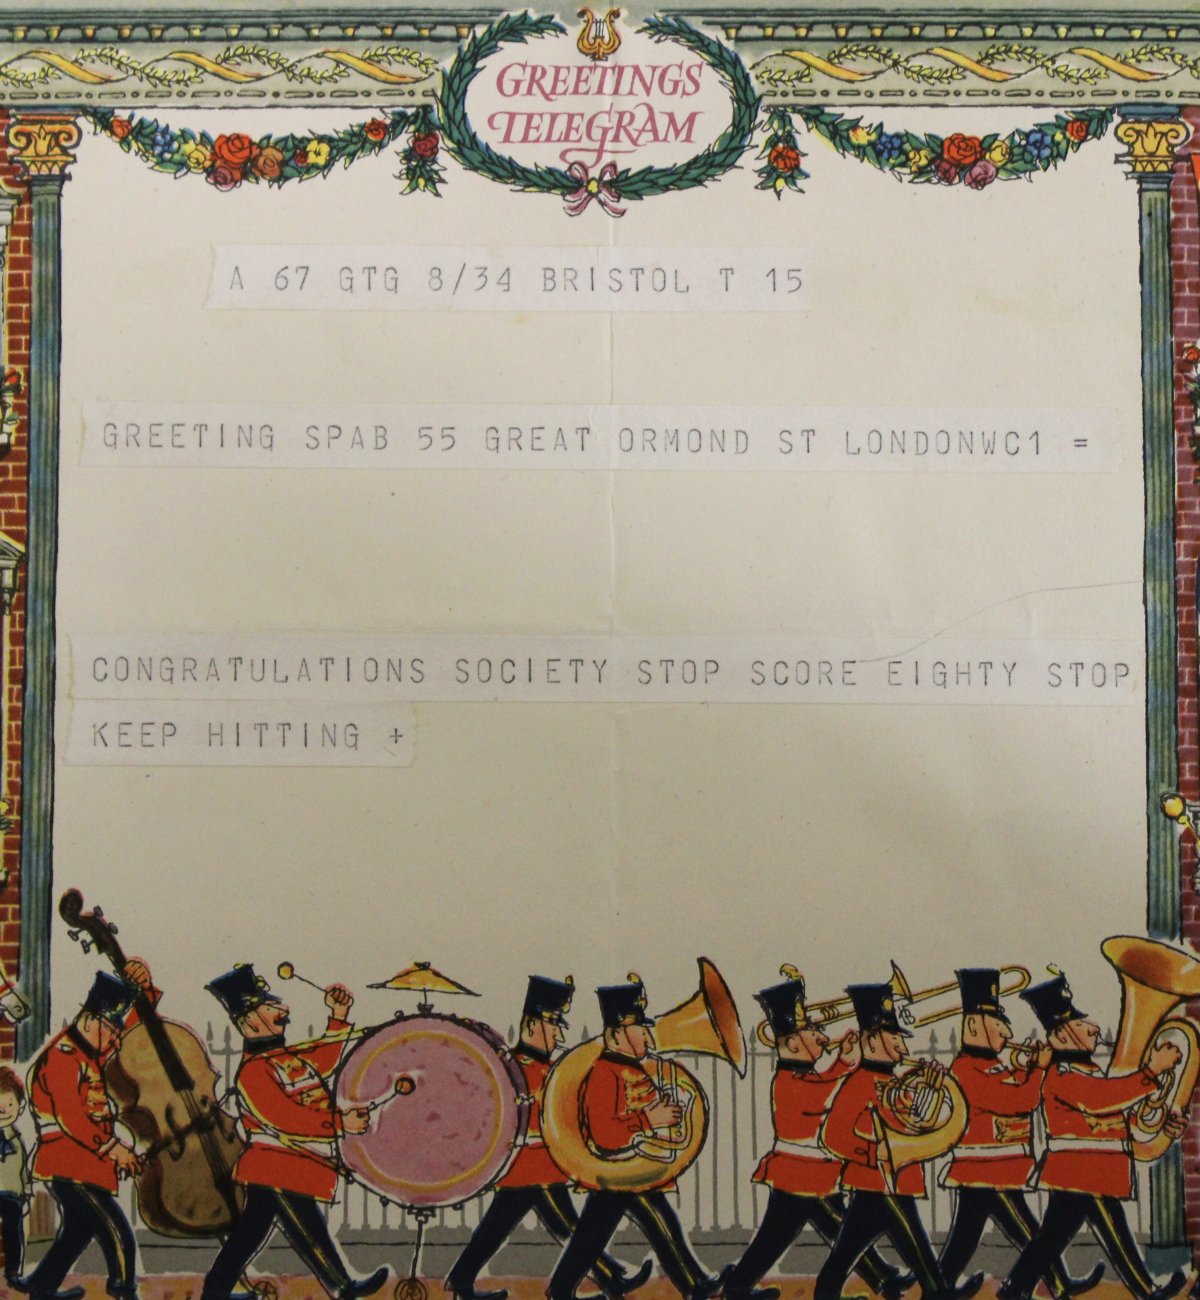 GREETINGS
TELEGRAM
A 67 GTG 8/34 BRISTOL T 15
GREETING SPAB 55 GREAT ORMOND ST LONDONWC1 =
CONGRATULATIONS SOCIETY STOP SCORE EIGHTY STOP
KEEP HITTING +